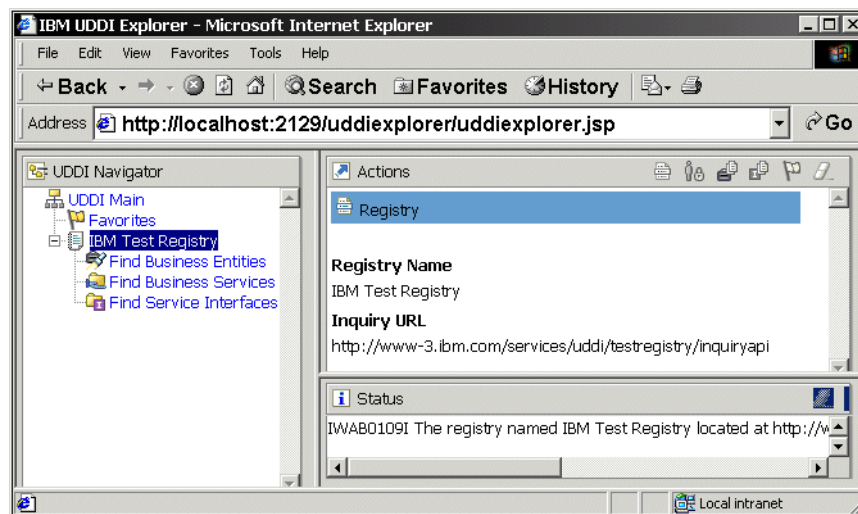 IBM UDDI Explorer - Microsoft Internet Explorer
File Edit View Favorites Tools Help
Back Search Favorites History
Address http://localhost:2129/uddiexplorer/uddiexplorer.jsp Go
UDDI Navigator
UDDI Main
Favorites
IBM Test Registry
Find Business Entities
Find Business Services
Find Service Interfaces
Actions
Registry
Registry Name
IBM Test Registry
Inquiry URL
http://www-3.ibm.com/services/uddi/testregistry/inquiryapi
Status
IWAB0109I The registry named IBM Test Registry located at http://w
Local intranet